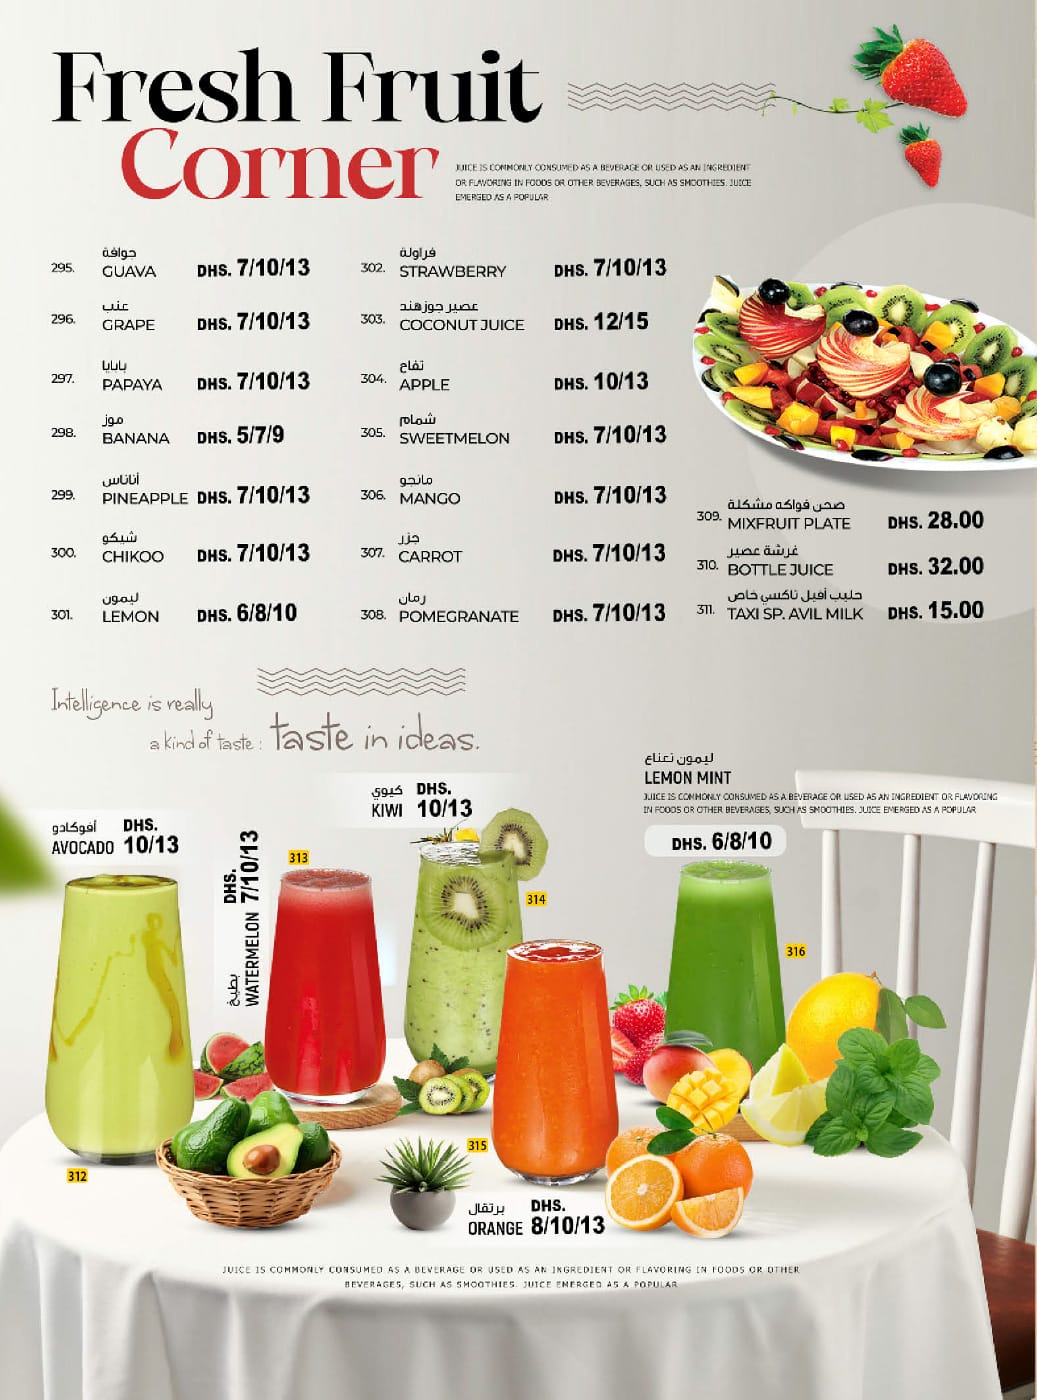 Fresh Fruit
Corner
JUICE IS COMMONLY CONSUMED AS A BEVERAGE OR USED AS AN INGREDIENT
OR FLAVORING IN FOODS OR OTHER BEVERAGES, SUCH AS SMOOTHIES. JUICE
EMERGED AS A POPULAR
جوافة
295. GUAVA DHS. 7/10/13
عنب
296. GRAPE DHS. 7/10/13
بابايا
297. PAPAYA DHS. 7/10/13
موز
298. BANANA DHS. 5/7/9
أناناس
299. PINEAPPLE DHS. 7/10/13
شيكو
300. CHIKOO DHS. 7/10/13
ليمون
301. LEMON DHS. 6/8/10
فراولة
302. STRAWBERRY DHS. 7/10/13
عصير جوز هند
303. COCONUT JUICE DHS. 12/15
تفاح
304. APPLE DHS. 10/13
شمام
305. SWEETMELON DHS. 7/10/13
مانجو
306. MANGO DHS. 7/10/13
جزر
307. CARROT DHS. 7/10/13
رمان
308. POMEGRANATE DHS. 7/10/13
صحن فواكه مشكلة
309. MIXFRUIT PLATE DHS. 28.00
غرشة عصير
310. BOTTLE JUICE DHS. 32.00
حليب أفيل تاكسي خاص
311. TAXI SP. AVIL MILK DHS. 15.00
Intelligence is really
a kind of taste : taste in ideas.
ليمون نعناع
LEMON MINT
JUICE IS COMMONLY CONSUMED AS A BEVERAGE OR USED AS AN INGREDIENT OR FLAVORING
IN FOODS OR OTHER BEVERAGES, SUCH AS SMOOTHIES. JUICE EMERGED AS A POPULAR
DHS. 6/8/10
316
كيوي DHS.
KIWI 10/13
314
أفوكادو DHS.
AVOCADO 10/13
312
DHS.
بطيخ WATERMELON 7/10/13
313
315
برتقال DHS.
ORANGE 8/10/13
JUICE IS COMMONLY CONSUMED AS A BEVERAGE OR USED AS AN INGREDIENT OR FLAVORING IN FOODS OR OTHER
BEVERAGES, SUCH AS SMOOTHIES. JUICE EMERGED AS A POPULAR